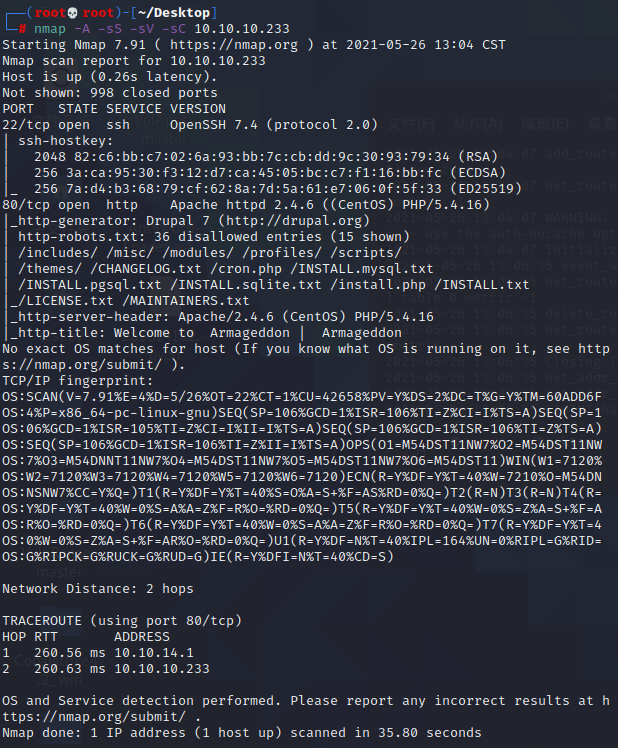 ┌──(root💀root)-[~/Desktop]
└─# nmap -A -sS -sV -sC 10.10.10.233
Starting Nmap 7.91 ( https://nmap.org ) at 2021-05-26 13:04 CST
Nmap scan report for 10.10.10.233
Host is up (0.26s latency).
Not shown: 998 closed ports
PORT   STATE SERVICE VERSION
22/tcp open  ssh     OpenSSH 7.4 (protocol 2.0)
| ssh-hostkey:
|   2048 82:c6:bb:c7:02:6a:93:bb:7c:cb:dd:9c:30:93:79:34 (RSA)
|   256 3a:ca:95:30:f3:12:d7:ca:45:05:bc:c7:f1:16:bb:fc (ECDSA)
|_  256 7a:d4:b3:68:79:cf:62:8a:7d:5a:61:e7:06:0f:5f:33 (ED25519)
80/tcp open  http    Apache httpd 2.4.6 ((CentOS) PHP/5.4.16)
|_http-generator: Drupal 7 (http://drupal.org)
| http-robots.txt: 36 disallowed entries (15 shown)
| /includes/ /misc/ /modules/ /profiles/ /scripts/
| /themes/ /CHANGELOG.txt /cron.php /INSTALL.mysql.txt
| /INSTALL.pgsql.txt /INSTALL.sqlite.txt /install.php /INSTALL.txt
|_/LICENSE.txt /MAINTAINERS.txt
|_http-server-header: Apache/2.4.6 (CentOS) PHP/5.4.16
|_http-title: Welcome to  Armageddon |  Armageddon
No exact OS matches for host (If you know what OS is running on it, see http
s://nmap.org/submit/ ).
TCP/IP fingerprint:
OS:SCAN(V=7.91%E=4%D=5/26%OT=22%CT=1%CU=42658%PV=Y%DS=2%DC=T%G=Y%TM=60ADD6F
OS:4%P=x86_64-pc-linux-gnu)SEQ(SP=106%GCD=1%ISR=106%TI=Z%CI=I%TS=A)SEQ(SP=1
OS:06%GCD=1%ISR=105%TI=Z%CI=I%II=I%TS=A)SEQ(SP=106%GCD=1%ISR=106%TI=Z%TS=A)
OS:SEQ(SP=106%GCD=1%ISR=106%TI=Z%II=I%TS=A)OPS(O1=M54DST11NW7%O2=M54DST11NW
OS:7%O3=M54DNNT11NW7%O4=M54DST11NW7%O5=M54DST11NW7%O6=M54DST11)WIN(W1=7120%
OS:W2=7120%W3=7120%W4=7120%W5=7120%W6=7120)ECN(R=Y%DF=Y%T=40%W=7210%O=M54DN
OS:NSNW7%CC=Y%Q=)T1(R=Y%DF=Y%T=40%S=O%A=S+%F=AS%RD=0%Q=)T2(R=N)T3(R=N)T4(R=
OS:Y%DF=Y%T=40%W=0%S=A%A=Z%F=R%O=%RD=0%Q=)T5(R=Y%DF=Y%T=40%W=0%S=Z%A=S+%F=A
OS:R%O=%RD=0%Q=)T6(R=Y%DF=Y%T=40%W=0%S=A%A=Z%F=R%O=%RD=0%Q=)T7(R=Y%DF=Y%T=4
OS:0%W=0%S=Z%A=S+%F=AR%O=%RD=0%Q=)U1(R=Y%DF=N%T=40%IPL=164%UN=0%RIPL=G%RID=
OS:G%RIPCK=G%RUCK=G%RUD=G)IE(R=Y%DFI=N%T=40%CD=S)
Network Distance: 2 hops
TRACEROUTE (using port 80/tcp)
HOP RTT       ADDRESS
1   260.56 ms 10.10.14.1
2   260.63 ms 10.10.10.233
OS and Service detection performed. Please report any incorrect results at h
ttps://nmap.org/submit/ .
Nmap done: 1 IP address (1 host up) scanned in 35.80 seconds